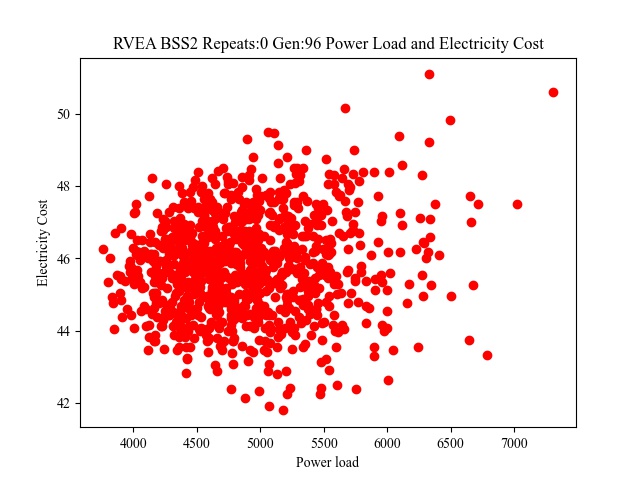 RVEA BSS2 Repeats:0 Gen:96 Power Load and Electricity Cost
Electricity Cost
50
48
46
44
42
4000 4500 5000 5500 6000 6500 7000
Power load